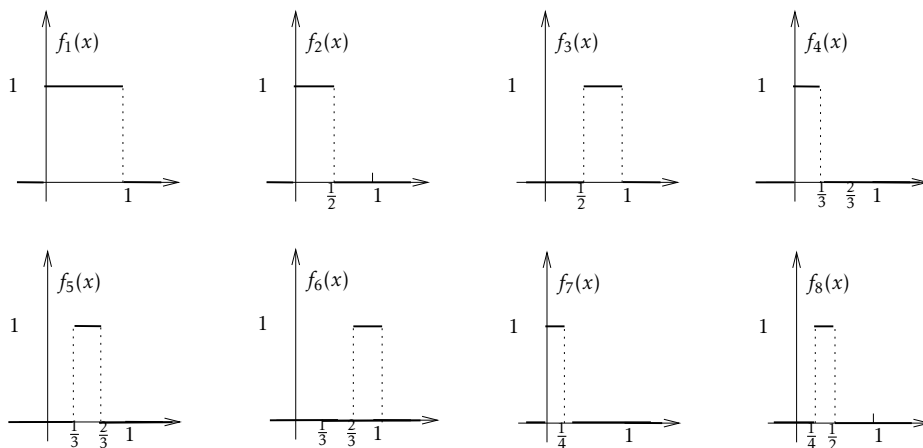 f₁(x) f₂(x) f₃(x) f₄(x)
1 1 1 1
1 1/2 1 1/2 1 1/3 2/3 1
f₅(x) f₆(x) f₇(x) f₈(x)
1 1 1 1
1/3 2/3 1 1/3 2/3 1 1/4 1 1/4 1/2 1